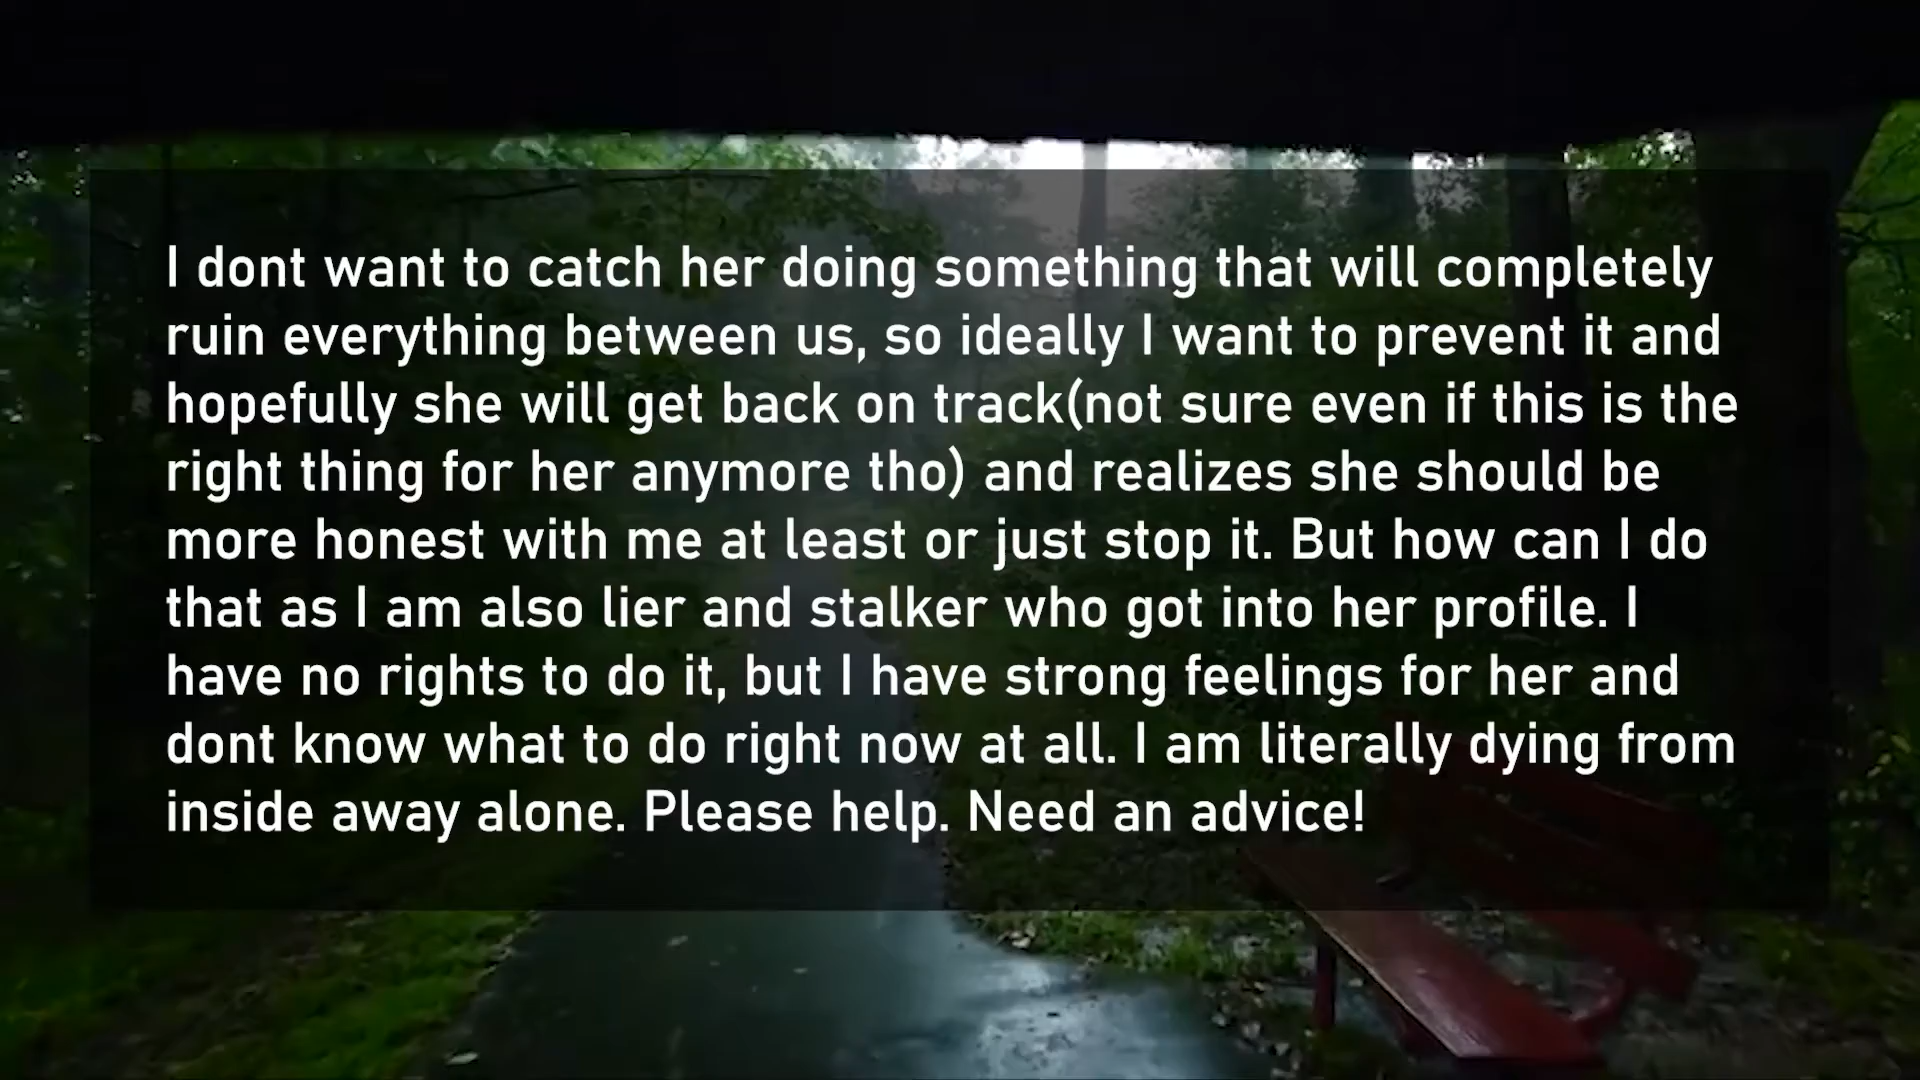 I dont want to catch her doing something that will completely
ruin everything between us, so ideally I want to prevent it and
hopefully she will get back on track(not sure even if this is the
right thing for her anymore tho) and realizes she should be
more honest with me at least or just stop it. But how can I do
that as I am also lier and stalker who got into her profile. I
have no rights to do it, but I have strong feelings for her and
dont know what to do right now at all. I am literally dying from
inside away alone. Please help. Need an advice!